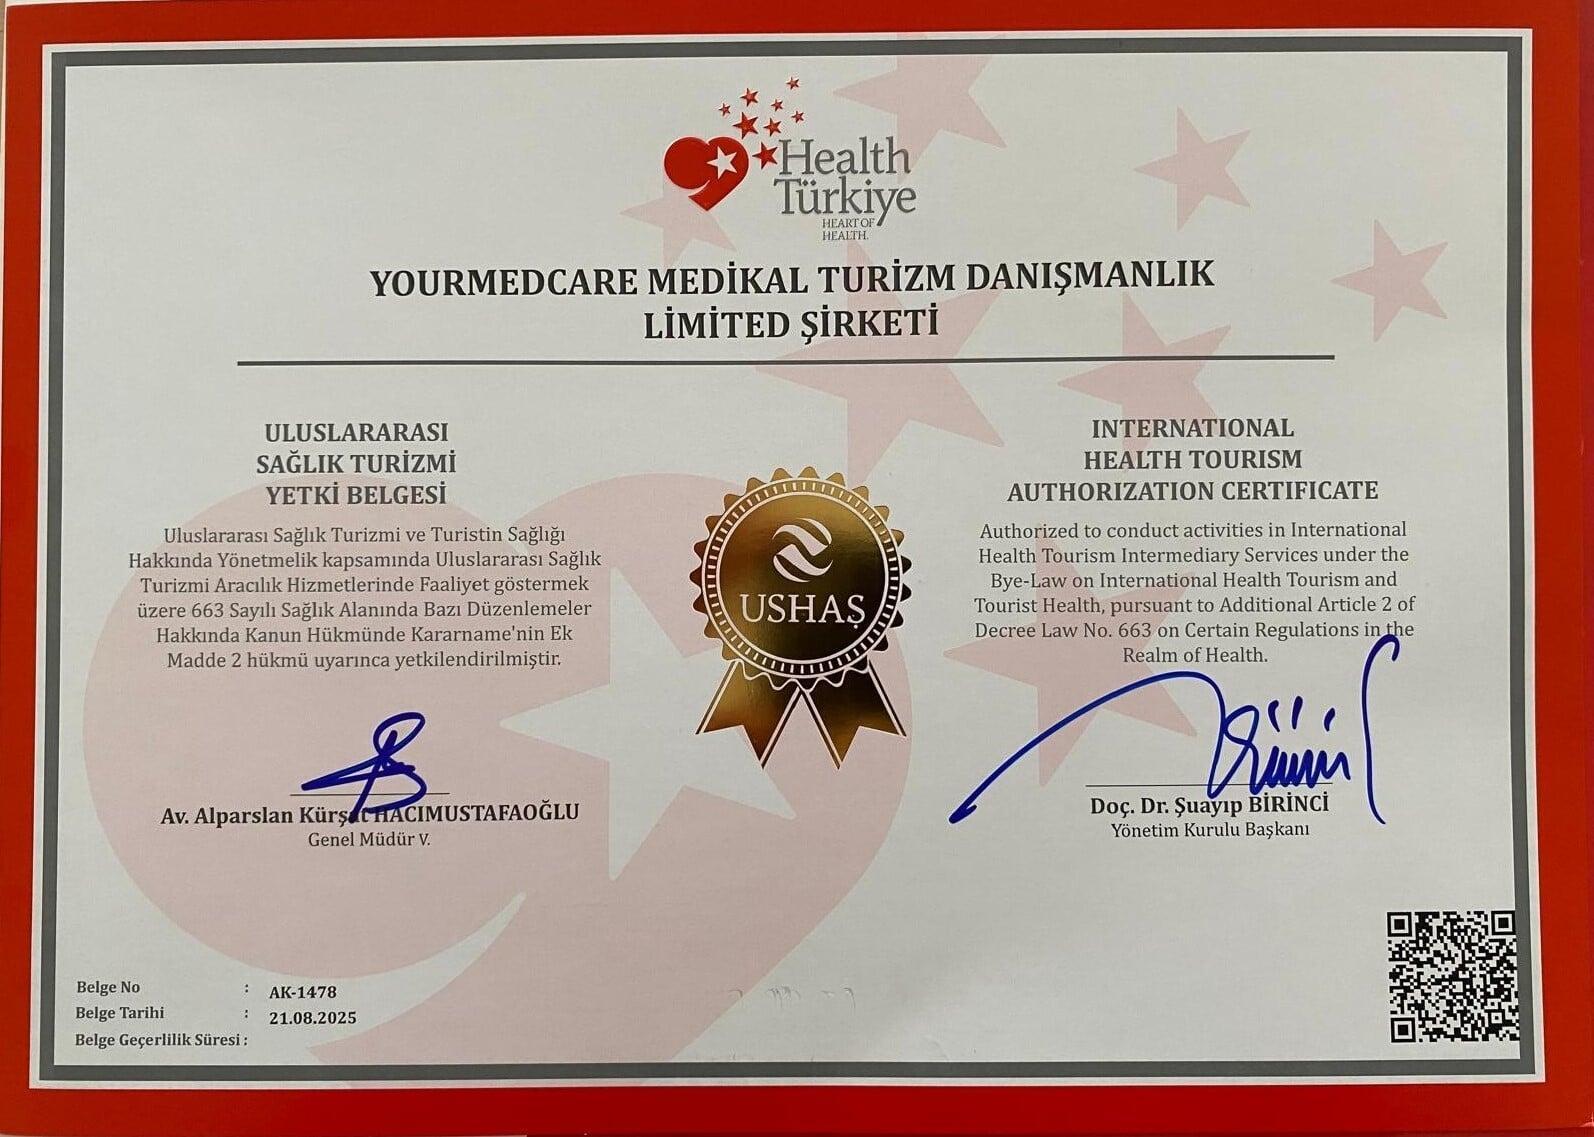 Health
Türkiye
HEART OF
HEALTH.
YOURMEDCARE MEDİKAL TURİZM DANIŞMANLIK
LİMİTED ŞİRKETİ
ULUSLARARASI
SAĞLIK TURİZMİ
YETKİ BELGESİ
Uluslararası Sağlık Turizmi ve Turistin Sağlığı
Hakkında Yönetmelik kapsamında Uluslararası Sağlık
Turizmi Aracılık Hizmetlerinde Faaliyet göstermek
üzere 663 Sayılı Sağlık Alanında Bazı Düzenlemeler
Hakkında Kanun Hükmünde Kararname'nin Ek
Madde 2 hükmü uyarınca yetkilendirilmiştir.
USHAŞ
INTERNATIONAL
HEALTH TOURISM
AUTHORIZATION CERTIFICATE
Authorized to conduct activities in International
Health Tourism Intermediary Services under the
Bye-Law on International Health Tourism and
Tourist Health, pursuant to Additional Article 2 of
Decree Law No. 663 on Certain Regulations in the
Realm of Health.
Av. Alparslan Kürşat HACIMUSTAFAOĞLU
Genel Müdür V.
Doç. Dr. Şuayıp BİRİNCİ
Yönetim Kurulu Başkanı
Belge No : AK-1478
Belge Tarihi : 21.08.2025
Belge Geçerlilik Süresi :